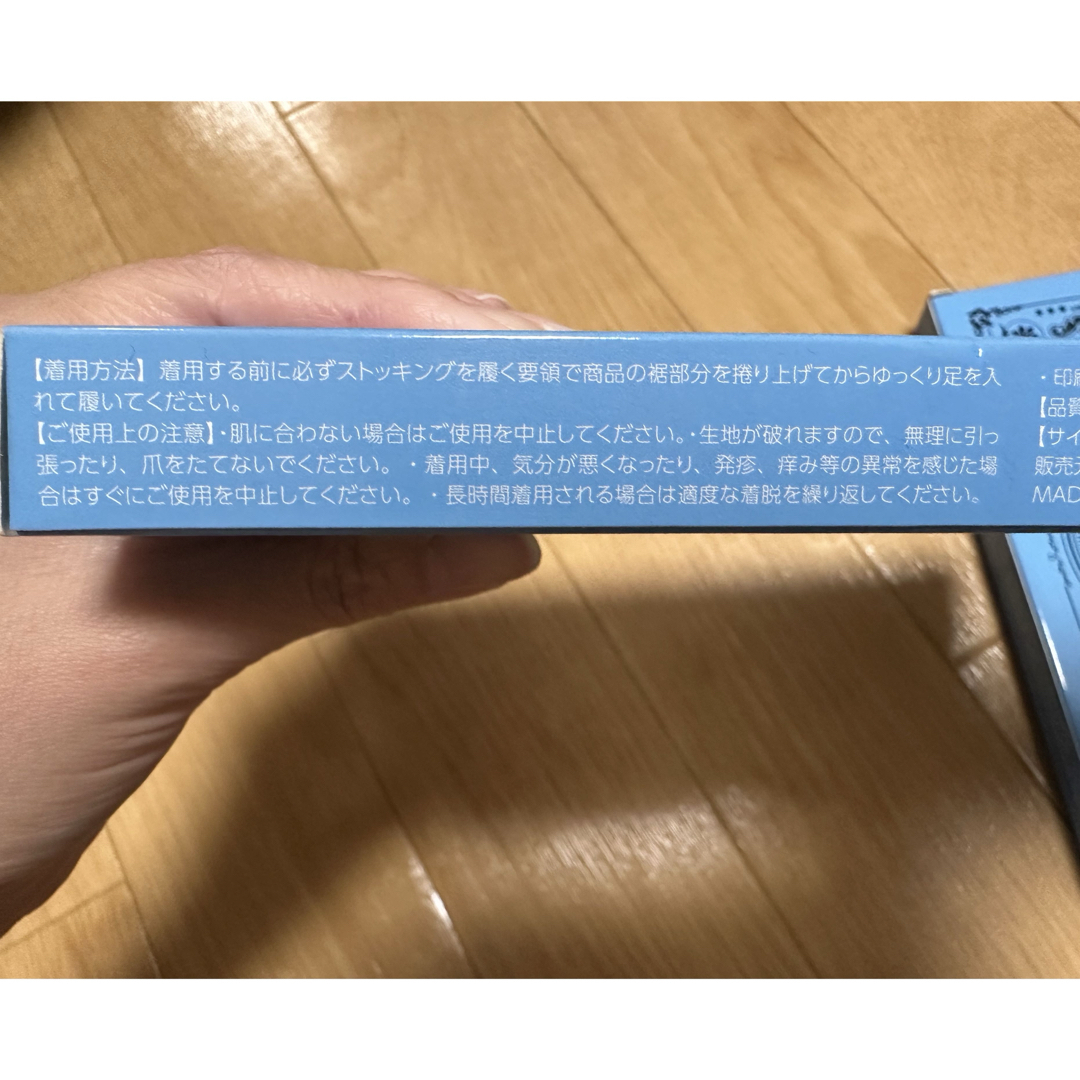 【着用方法】 着用する前に必ずストッキングを履く要領で商品の裾部分を捲り上げてからゆっくり足を入
れて履いてください。
【ご使用上の注意】・肌に合わない場合はご使用を中止してください。・生地が破れますので、無理に引っ
張ったり、爪をたてないでください。 ・着用中、気分が悪くなったり、発疹、痒み等の異常を感じた場
合はすぐにご使用を中止してください。 ・長時間着用される場合は適度な着脱を繰り返してください。
・印
【品質
【サイ
販売
MAD